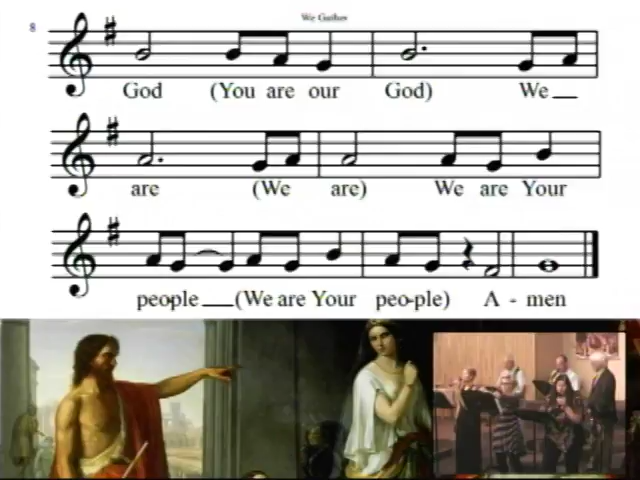 We Gather
8
God (You are our God) We
are (We are) We are Your
people (We are Your peo-ple) A - men